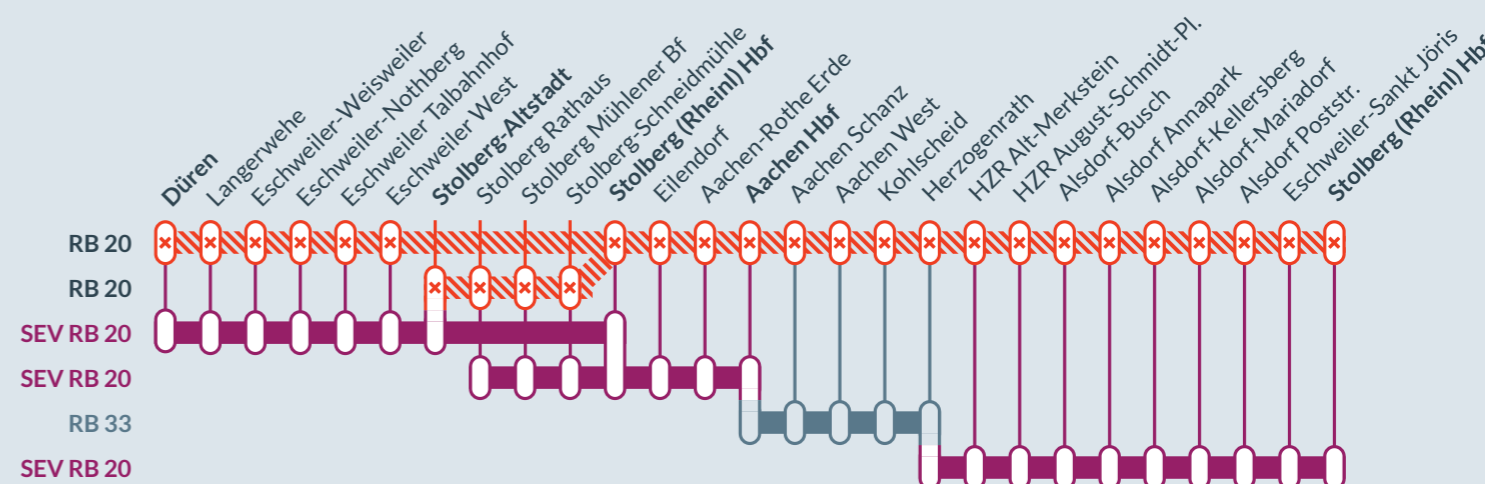 Düren
Langerwehe
Eschweiler-Weisweiler
Eschweiler-Nothberg
Eschweiler Talbahnhof
Eschweiler West
Stolberg-Altstadt
Stolberg Rathaus
Stolberg Mühlener Bf
Stolberg-Schneidmühle
Stolberg (Rheinl) Hbf
Eilendorf
Aachen-Rothe Erde
Aachen Hbf
Aachen Schanz
Aachen West
Kohlscheid
Herzogenrath
HZR Alt-Merkstein
HZR August-Schmidt-Pl.
Alsdorf-Busch
Alsdorf Annapark
Alsdorf-Kellersberg
Alsdorf-Mariadorf
Alsdorf Poststr.
Eschweiler-Sankt Jöris
Stolberg (Rheinl) Hbf
RB 20
RB 20
SEV RB 20
SEV RB 20
RB 33
SEV RB 20